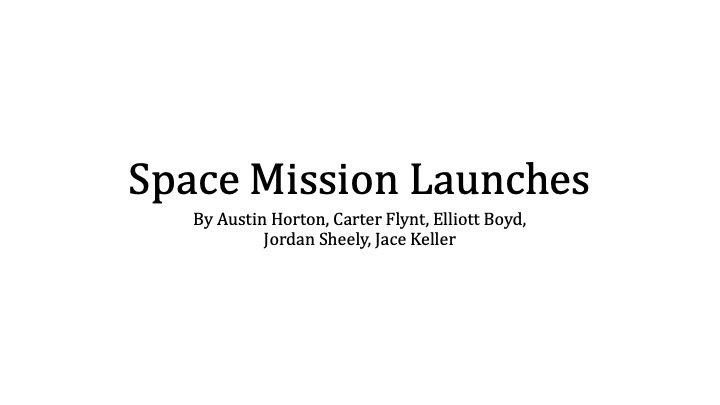 Space Mission Launches
By Austin Horton, Carter Flynt, Elliott Boyd,
Jordan Sheely, Jace Keller